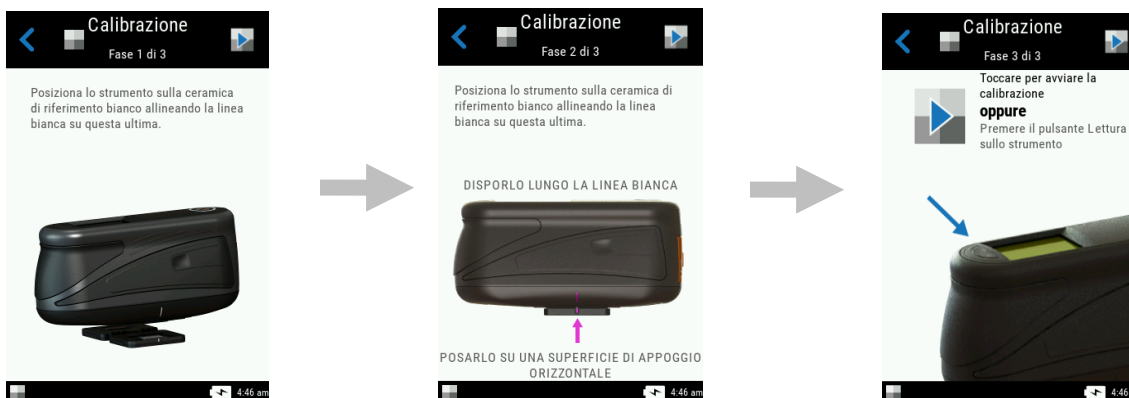 Calibrazione
Fase 1 di 3
Posiziona lo strumento sulla ceramica
di riferimento bianco allineando la linea
bianca su questa ultima.
4:46 am
Calibrazione
Fase 2 di 3
Posiziona lo strumento sulla ceramica di
riferimento bianco allineando la linea
bianca su questa ultima.
DISPORLO LUNGO LA LINEA BIANCA
POSARLO SU UNA SUPERFICIE DI APPOGGIO
ORIZZONTALE
4:46 am
Calibrazione
Fase 3 di 3
Toccare per avviare la
calibrazione
oppure
Premere il pulsante Lettura
sullo strumento
4:46